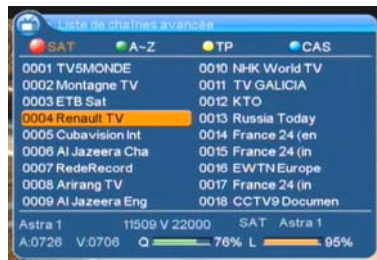 Liste de chaînes avancée
SAT A~Z TP CAS
0001 TV5MONDE
0002 Montagne TV
0003 ETB Sat
0004 Renault TV
0005 Cubavision Int
0006 Al Jazeera Cha
0007 RedeRecord
0008 Arirang TV
0009 Al Jazeera Eng
0010 NHK World TV
0011 TV GALICIA
0012 KTO
0013 Russia Today
0014 France 24 (en
0015 France 24 (in
0016 EWTN Europe
0017 France 24 (in
0018 CCTV9 Documen
Astra 1 11509 V 22000 SAT Astra 1
A:0726 V:0706 Q 76% L 95%